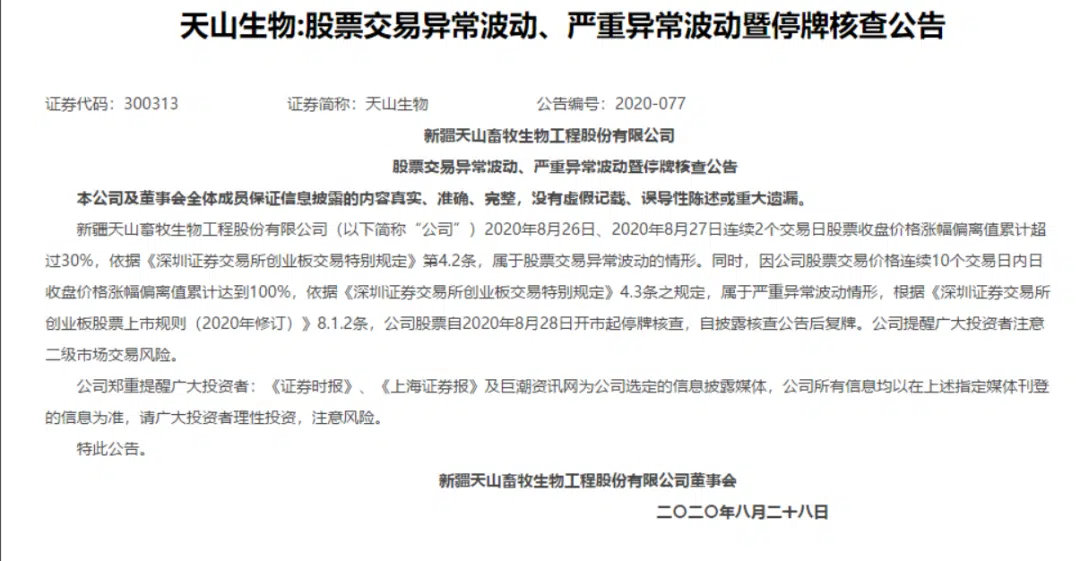 天山生物:股票交易异常波动、严重异常波动暨停牌核查公告
证券代码：300313 证券简称：天山生物 公告编号：2020-077
新疆天山畜牧生物工程股份有限公司
股票交易异常波动、严重异常波动暨停牌核查公告
本公司及董事会全体成员保证信息披露的内容真实、准确、完整，没有虚假记载、误导性陈述或重大遗漏。
新疆天山畜牧生物工程股份有限公司（以下简称“公司”）2020年8月26日、2020年8月27日连续2个交易日股票收盘价格涨幅偏离值累计超
过30%，依据《深圳证券交易所创业板交易特别规定》第4.2条，属于股票交易异常波动的情形。同时，因公司股票交易价格连续10个交易日内日
收盘价格涨幅偏离值累计达到100%，依据《深圳证券交易所创业板交易特别规定》4.3条之规定，属于严重异常波动情形，根据《深圳证券交易所
创业板股票上市规则（2020年修订）》8.1.2条，公司股票自2020年8月28日开市起停牌核查，自披露核查公告后复牌。公司提醒广大投资者注意
二级市场交易风险。
公司郑重提醒广大投资者：《证券时报》、《上海证券报》及巨潮资讯网为公司选定的信息披露媒体，公司所有信息均以在上述指定媒体刊登
的信息为准，请广大投资者理性投资，注意风险。
特此公告。
新疆天山畜牧生物工程股份有限公司董事会
二〇二〇年八月二十八日